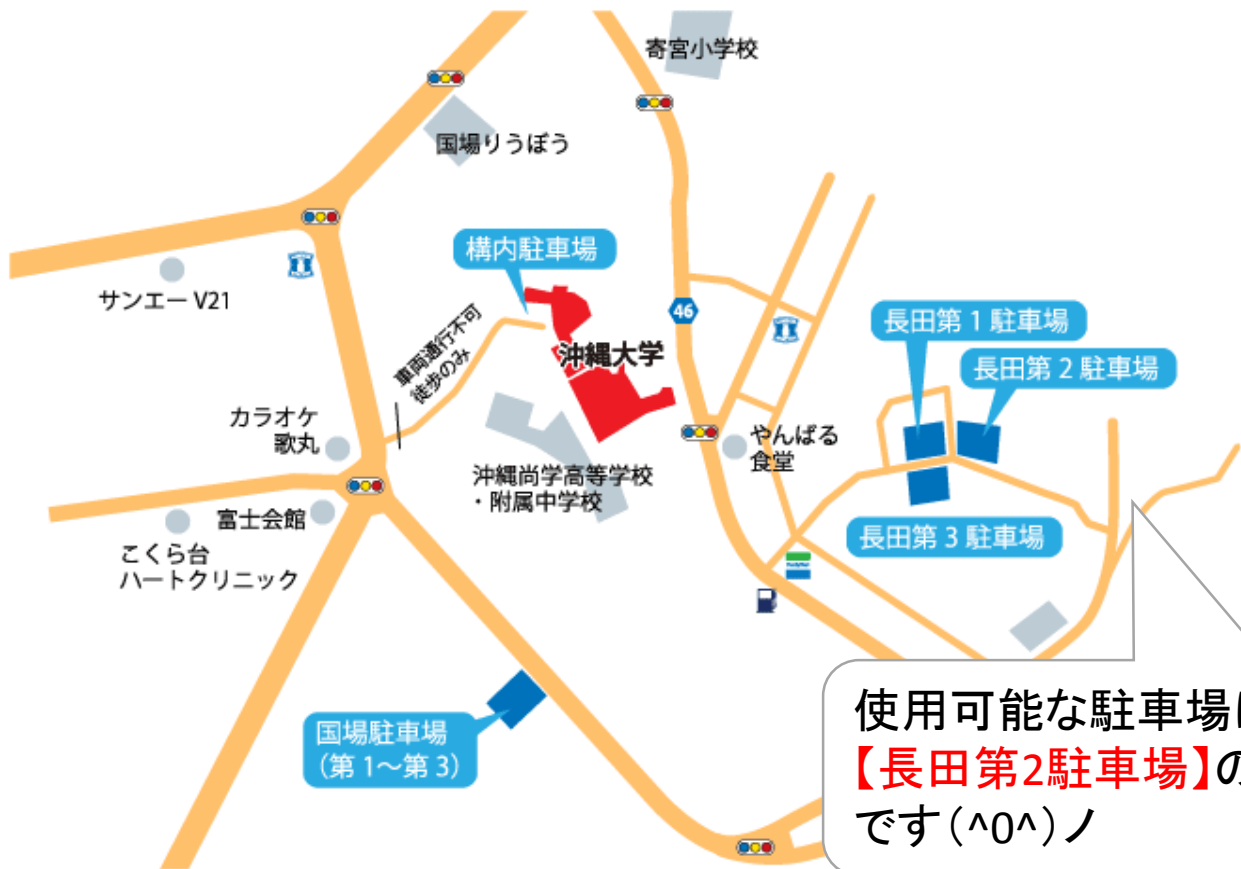 寄宮小学校
国場りうぼう
構内駐車場
サンエー V21
46
車両通行不可
徒歩のみ
沖縄大学
長田第 1 駐車場
長田第 2 駐車場
カラオケ
歌丸
やんばる
食堂
沖縄尚学高等学校
・附属中学校
富士会館
長田第 3 駐車場
こくら台
ハートクリニック
国場駐車場
（第 1～第 3）
使用可能な駐車場
【長田第2駐車場】の
です(^0^)ノ